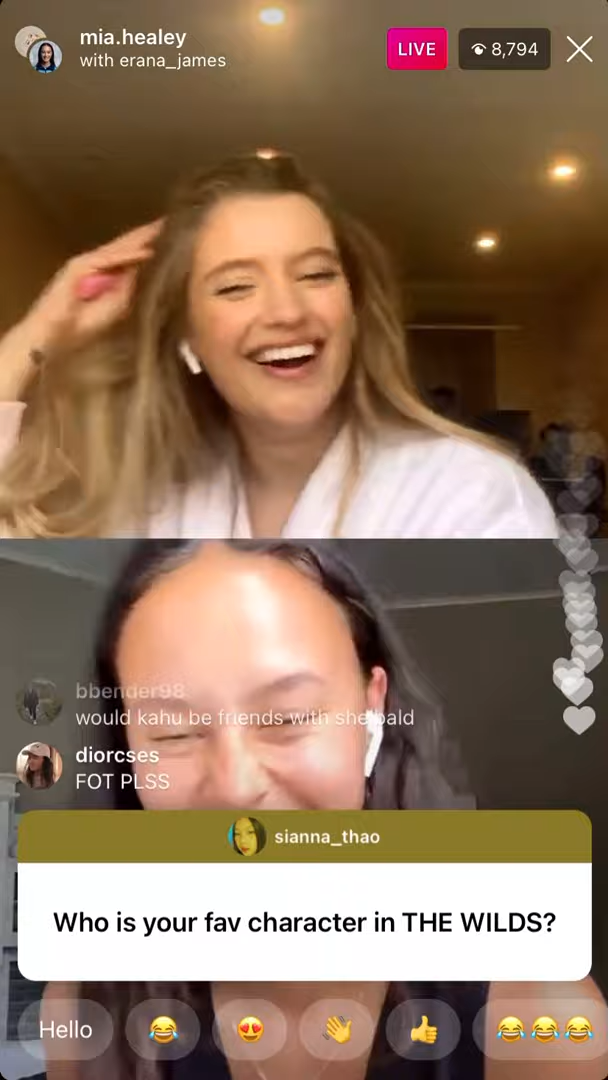 mia.healey
with erana_james
LIVE
8,794
bbender98
would kahu be friends with shelbald
diorcses
FOT PLSS
sianna_thao
Who is your fav character in THE WILDS?
Hello